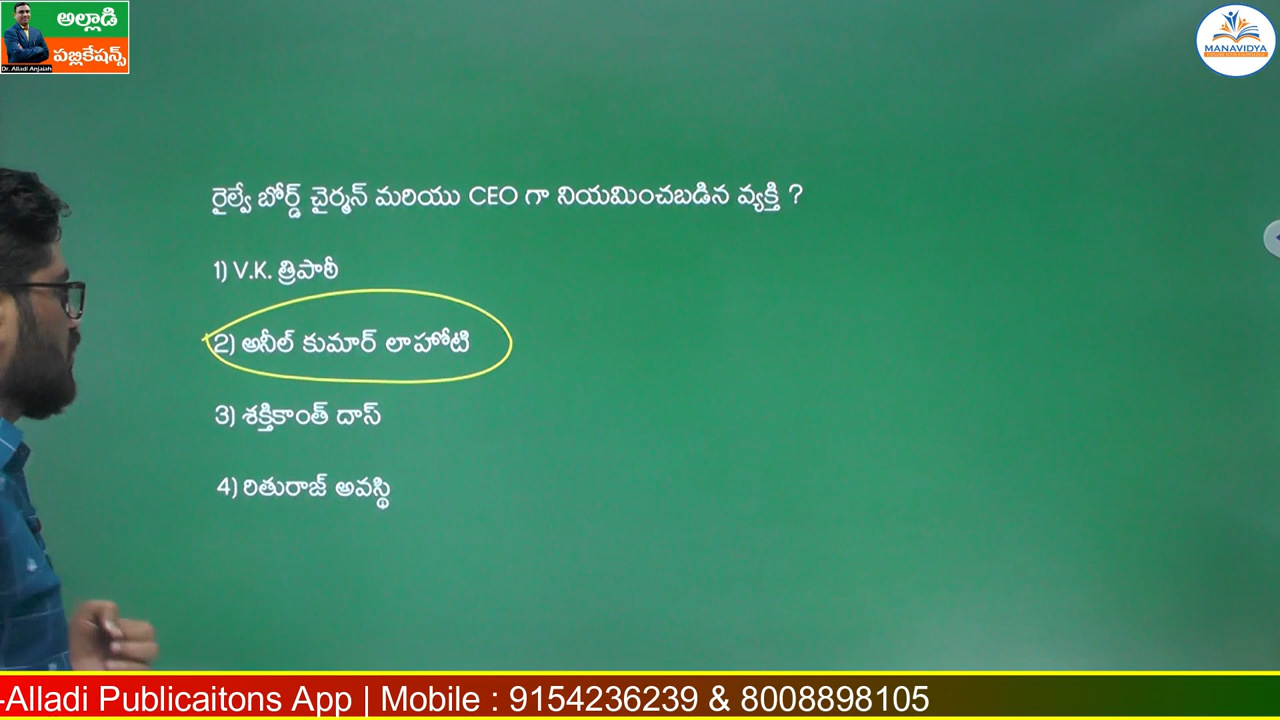 అల్లాడి
పబ్లికేషన్స్
Dr. Alladi Anjaiah
MANAVIDYA
రైల్వే బోర్డ్ చైర్మన్ మరియు CEO గా నియమించబడిన వ్యక్తి ?
1) V.K. త్రిపాఠీ
2) అనీల్ కుమార్ లాహోటి
3) శక్తికాంత్ దాస్
4) రితురాజ్ అవస్థి
-Alladi Publicaitons App | Mobile : 9154236239 & 8008898105